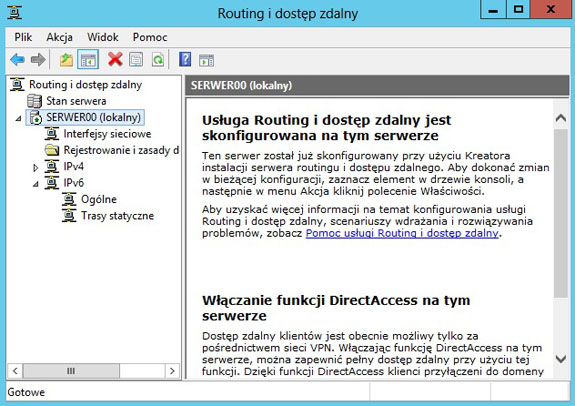 Routing i dostęp zdalny
Plik Akcja Widok Pomoc
Routing i dostęp zdalny
Stan serwera
SERWER00 (lokalny)
Interfejsy sieciowe
Rejestrowanie i zasady d
IPv4
IPv6
Ogólne
Trasy statyczne
SERWER00 (lokalny)
Usługa Routing i dostęp zdalny jest
skonfigurowana na tym serwerze
Ten serwer został już skonfigurowany przy użyciu Kreatora
instalacji serwera routingu i dostępu zdalnego. Aby dokonać zmian
w bieżącej konfiguracji, zaznacz element w drzewie konsoli, a
następnie w menu Akcja kliknij polecenie Właściwości.
Aby uzyskać więcej informacji na temat konfigurowania usługi
Routing i dostęp zdalny, scenariuszy wdrażania i rozwiązywania
problemów, zobacz Pomoc usługi Routing i dostęp zdalny.
Włączanie funkcji DirectAccess na tym
serwerze
Dostęp zdalny klientów jest obecnie możliwy tylko za
pośrednictwem sieci VPN. Włączając funkcję DirectAccess na tym
serwerze, można zapewnić pełny dostęp zdalny przy użyciu tej
funkcji. Dzięki funkcji DirectAccess klienci przyłączeni do domeny
Gotowe